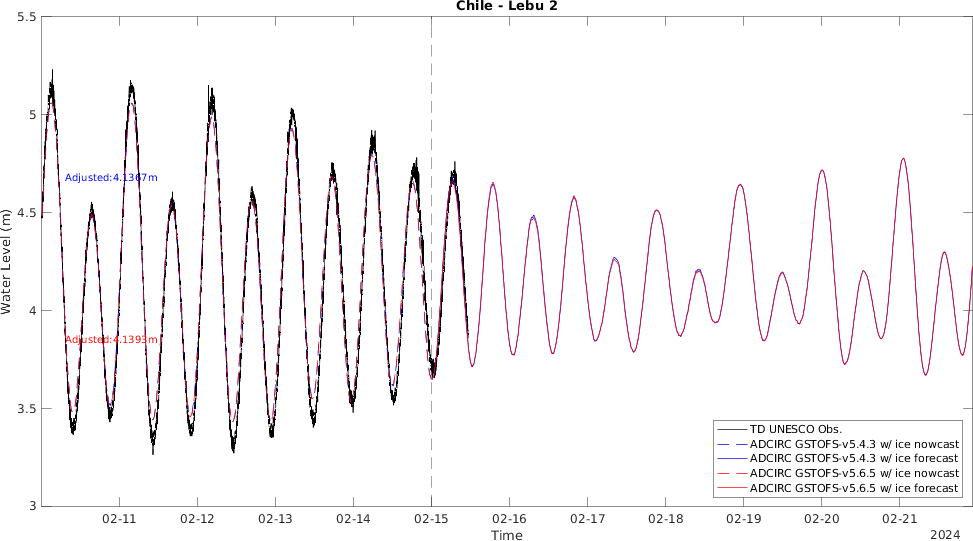 Chile - Lebu 2
5.5
5
4.5
4
3.5
3
Water Level (m)
Adjusted:4.1367m
Adjusted:4.1393m
TD UNESCO Obs.
ADCIRC GSTOFS-v5.4.3 w/ ice nowcast
ADCIRC GSTOFS-v5.4.3 w/ ice forecast
ADCIRC GSTOFS-v5.6.5 w/ ice nowcast
ADCIRC GSTOFS-v5.6.5 w/ ice forecast
02-11 02-12 02-13 02-14 02-15 02-16 02-17 02-18 02-19 02-20 02-21
Time
2024